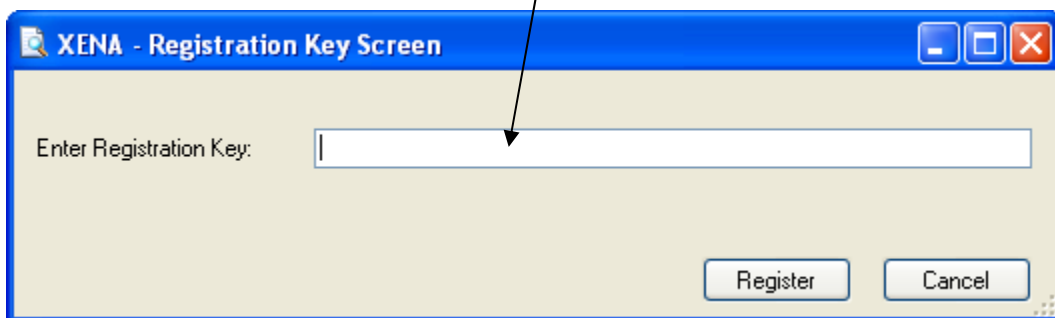 XENA - Registration Key Screen
Enter Registration Key:
Register Cancel